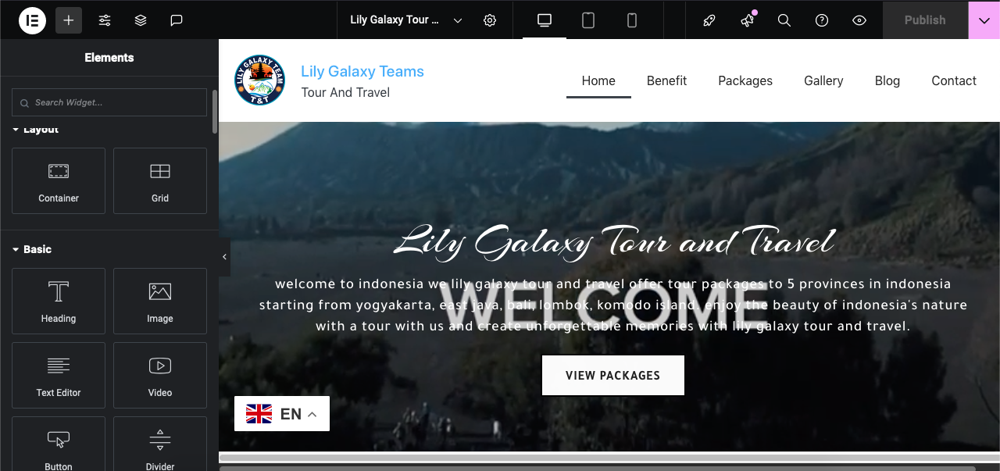 Lily Galaxy Tour ...
Publish
Elements
Search Widget...
Layout
Container
Grid
Basic
Heading
Image
Text Editor
Video
Button
Divider
LILY GALAXY TEAM
T&T
Lily Galaxy Teams
Tour And Travel
Home
Benefit
Packages
Gallery
Blog
Contact
Lily Galaxy Tour and Travel
WELCOME
welcome to indonesia we lily galaxy tour and travel offer tour packages to 5 provinces in indonesia
starting from yogyakarta, east java, bali, lombok, komodo island. enjoy the beauty of indonesia's nature
with a tour with us and create unforgettable memories with lily galaxy tour and travel.
VIEW PACKAGES
EN